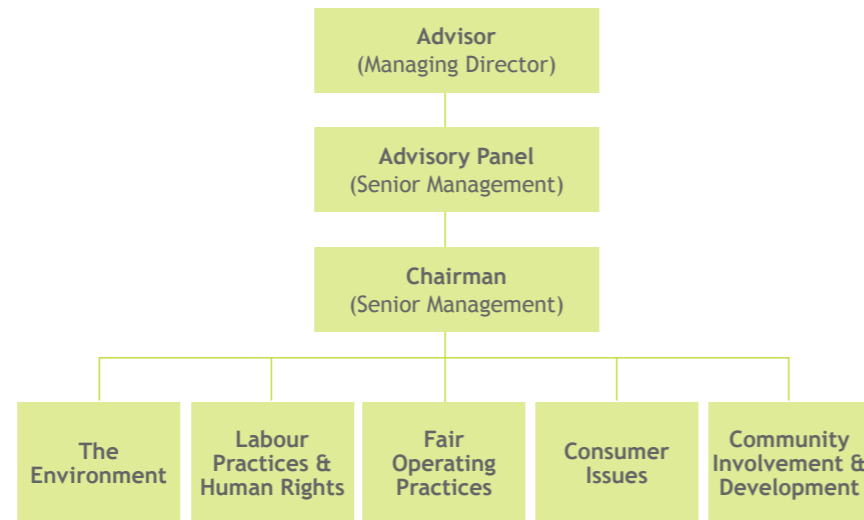 Advisor
(Managing Director)
Advisory Panel
(Senior Management)
Chairman
(Senior Management)
The
Environment
Labour
Practices &
Human Rights
Fair
Operating
Practices
Consumer
Issues
Community
Involvement &
Development